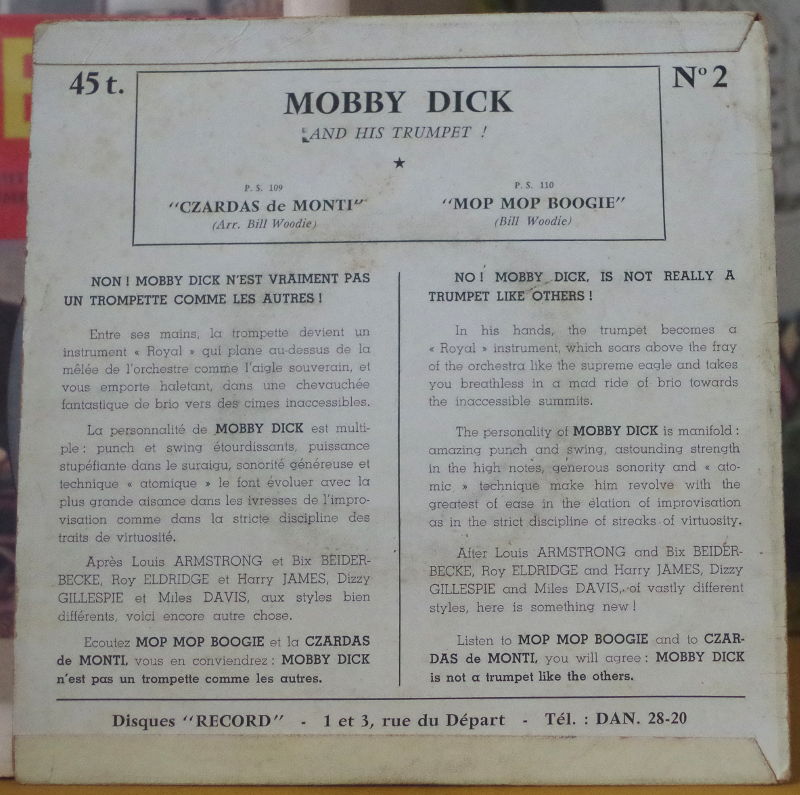 45 t.
Nº 2
MOBBY DICK
AND HIS TRUMPET !
★
P. S. 109
"CZARDAS de MONTI"
(Arr. Bill Woodie)
P. S. 110
"MOP MOP BOOGIE"
(Bill Woodie)
NON ! MOBBY DICK N'EST VRAIMENT PAS
UN TROMPETTE COMME LES AUTRES !
Entre ses mains, la trompette devient un
instrument « Royal » qui plane au-dessus de la
mêlée de l'orchestre comme l'aigle souverain, et
vous emporte haletant, dans une chevauchée
fantastique de brio vers des cimes inaccessibles.
La personnalité de MOBBY DICK est multi-
ple : punch et swing étourdissants, puissance
stupéfiante dans le suraigu, sonorité généreuse et
technique « atomique » le font évoluer avec la
plus grande aisance dans les ivresses de l'impro-
visation comme dans la stricte discipline des
traits de virtuosité.
Après Louis ARMSTRONG et Bix BEIDER-
BECKE, Roy ELDRIDGE et Harry JAMES, Dizzy
GILLESPIE et Miles DAVIS, aux styles bien
différents, voici encore autre chose.
Ecoutez MOP MOP BOOGIE et la CZARDAS
de MONTI, vous en conviendrez : MOBBY DICK
n'est pas un trompette comme les autres.
NO ! MOBBY DICK, IS NOT REALLY A
TRUMPET LIKE OTHERS !
In his hands, the trumpet becomes a
« Royal » instrument, which soars above the fray
of the orchestra like the supreme eagle and takes
you breathless in a mad ride of brio towards
the inaccessible summits.
The personality of MOBBY DICK is manifold :
amazing punch and swing, astounding strength
in the high notes, generous sonority and « ato-
mic » technique make him revolve with the
greatest of ease in the elation of improvisation
as in the strict discipline of streaks of virtuosity.
After Louis ARMSTRONG and Bix BEIDER-
BECKE, Roy ELDRIDGE and Harry JAMES, Dizzy
GILLESPIE and Miles DAVIS, of vastly different
styles, here is something new !
Listen to MOP MOP BOOGIE and to CZAR-
DAS de MONTI, you will agree : MOBBY DICK
is not a trumpet like the others.
Disques "RECORD" - 1 et 3, rue du Départ - Tél. : DAN. 28-20